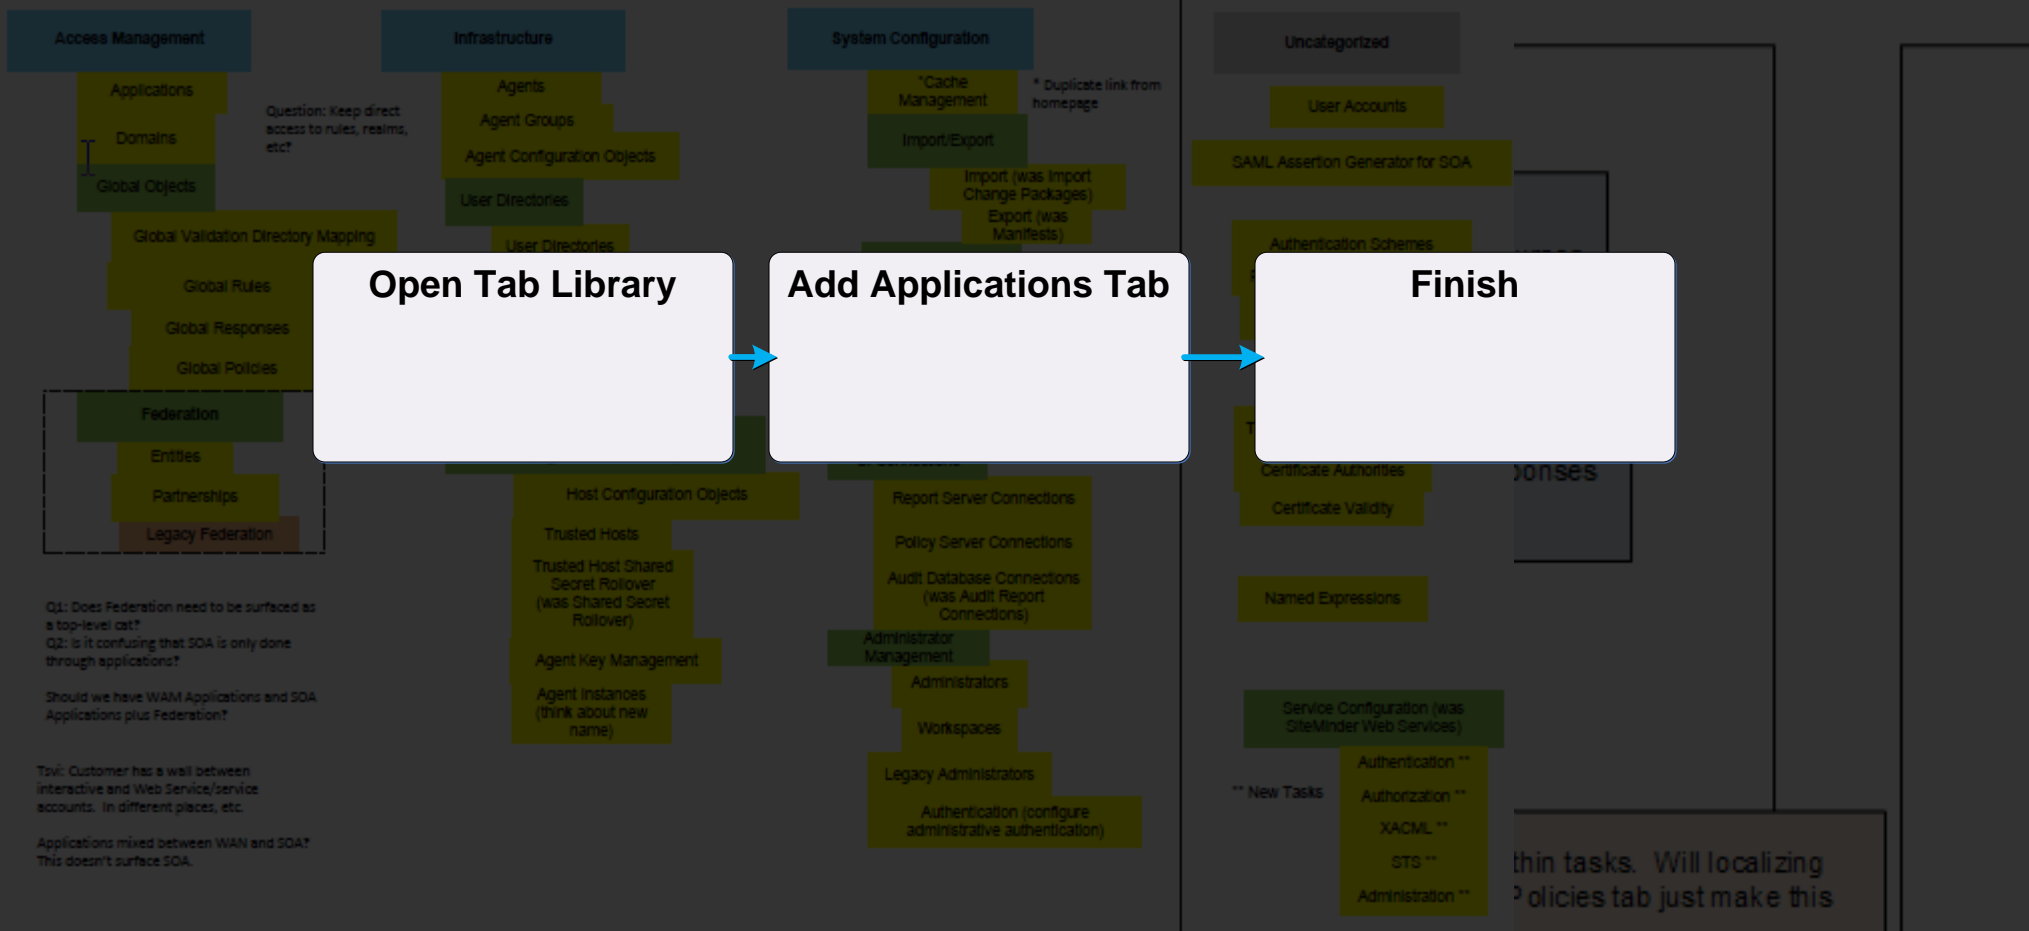 Access Management
Applications
Domains
Global Objects
Global Validation Directory Mapping
Global Rules
Global Responses
Global Policies
Federation
Entities
Partnerships
Legacy Federation
Question: Keep direct
access to rules, realms,
etc?
Q1: Does Federation need to be surfaced as
a top-level cat?
Q2: Is it confusing that SOA is only done
through applications?
Should we have WAM Applications and SOA
Applications plus Federation?
Tsvi: Customer has a wall between
interactive and Web Service/service
accounts. In different places, etc.
Applications mixed between WAN and SOA?
This doesn't surface SOA.
Infrastructure
Agents
Agent Groups
Agent Configuration Objects
User Directories
User Directories
Host Configuration Objects
Trusted Hosts
Trusted Host Shared
Secret Rollover
(was Shared Secret
Rollover)
Agent Key Management
Agent Instances
(think about new
name)
System Configuration
*Cache
Management
* Duplicate link from
homepage
Import/Export
Import (was Import
Change Packages)
Export (was
Manifests)
Report Server Connections
Policy Server Connections
Audit Database Connections
(was Audit Report
Connections)
Administrator
Management
Administrators
Workspaces
Legacy Administrators
Authentication (configure
administrative authentication)
Uncategorized
User Accounts
SAML Assertion Generator for SOA
Authentication Schemes
Certificate Authorities
Certificate Validity
Named Expressions
Service Configuration (was
SiteMinder Web Services)
** New Tasks
Authentication **
Authorization **
XACML **
STS **
Administration **
Open Tab Library
Add Applications Tab
Finish
ponses
thin tasks. Will localizing
Policies tab just make this